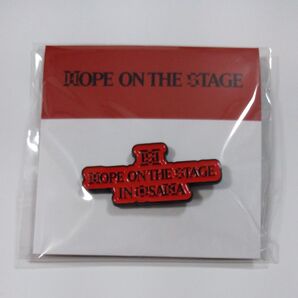 HOPE ON THE STAGE
H
HOPE ON THE STAGE
IN OSAKA